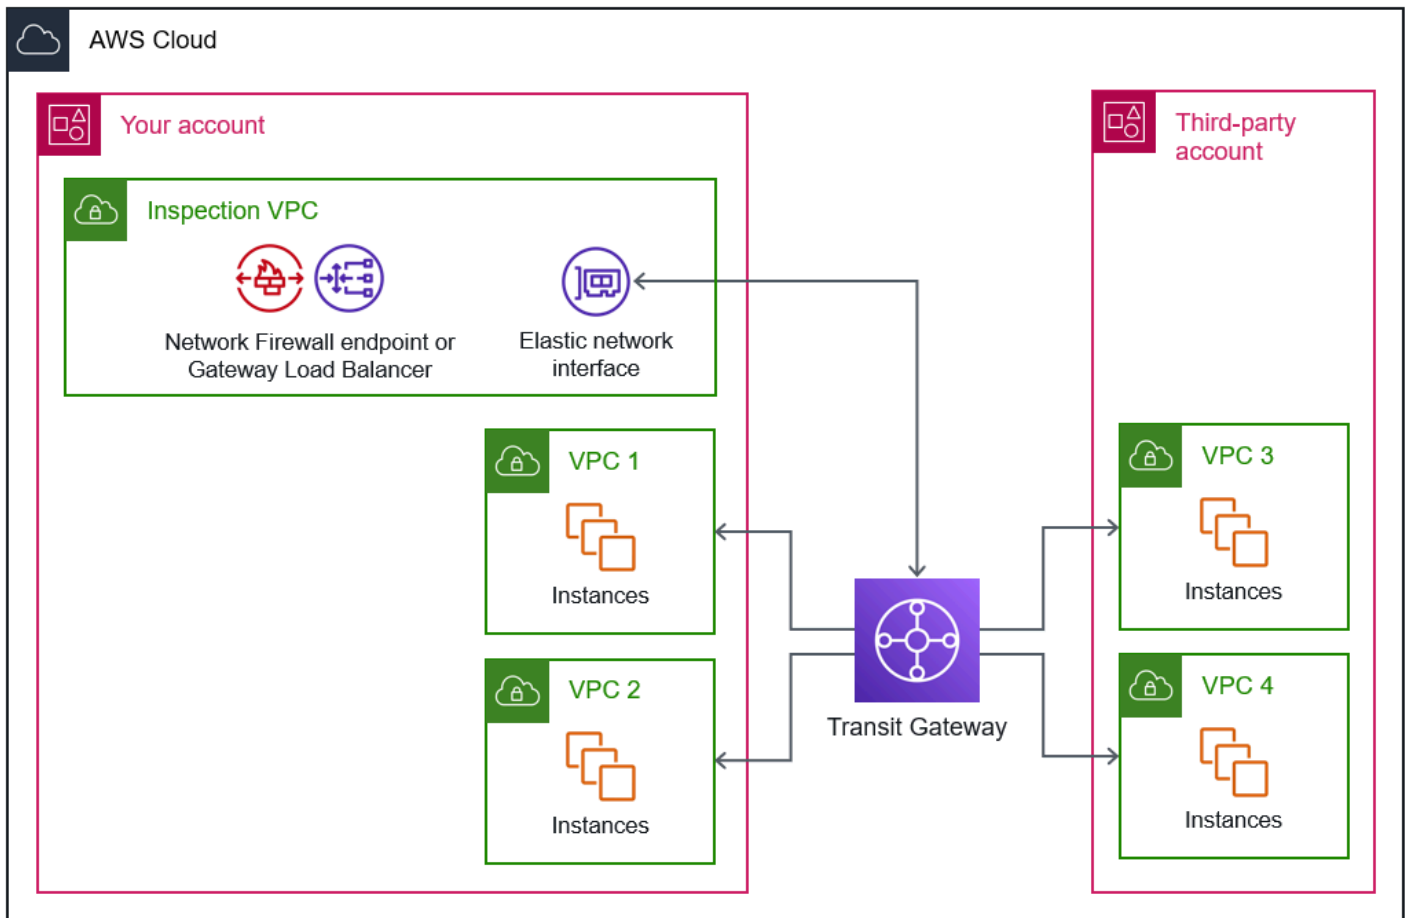 AWS Cloud
Your account
Third-party
account
Inspection VPC
Network Firewall endpoint or
Gateway Load Balancer
Elastic network
interface
VPC 1
Instances
VPC 3
Instances
VPC 2
Instances
Transit Gateway
VPC 4
Instances